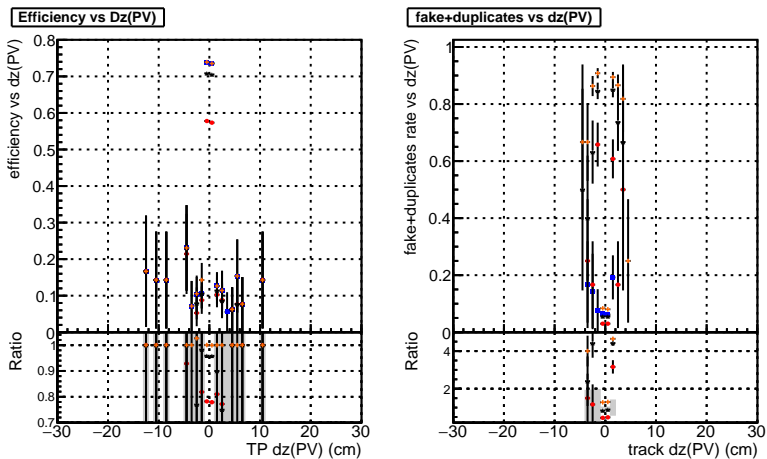 Efficiency vs Dz(PV)
efficiency vs dz(PV)
0.8
0.7
0.6
0.5
0.4
0.3
0.2
0.1
0
Ratio
1
0.9
0.8
0.7
−30 −20 −10 0 10 20 30
TP dz(PV) (cm)
fake+duplicates vs dz(PV)
fake+duplicates rate vs dz(PV)
1
0.8
0.6
0.4
0.2
0
Ratio
4
2
−30 −20 −10 0 10 20 30
track dz(PV) (cm)